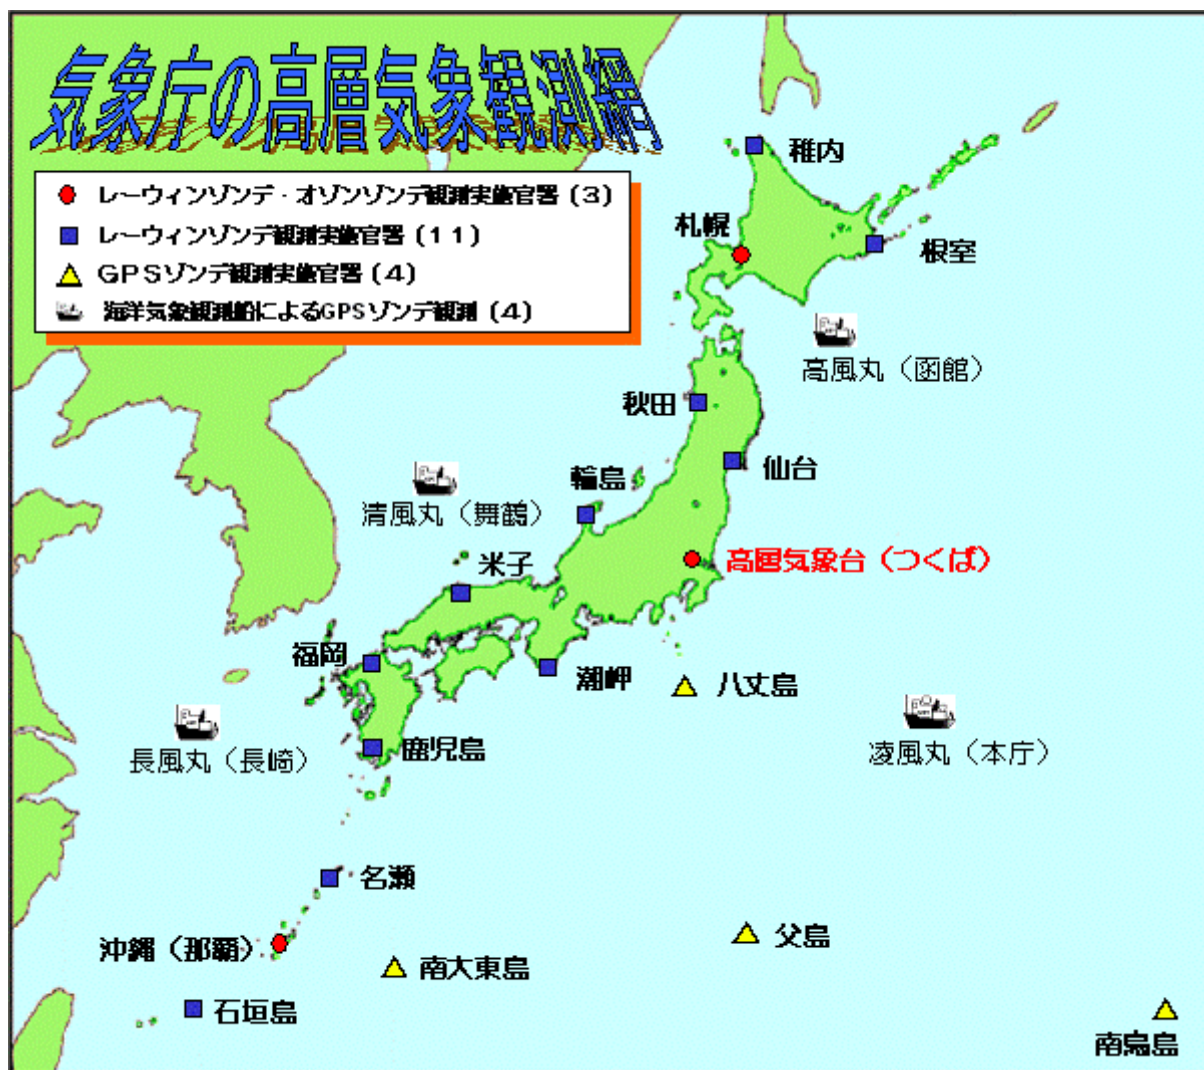 気象庁の高層気象観測網
レーウィンゾンデ・オゾンゾンデ観測実施官署(3)
レーウィンゾンデ観測実施官署(11)
GPSゾンデ観測実施官署(4)
海洋気象観測船によるGPSゾンデ観測(4)
稚内
札幌
根室
高風丸(函館)
秋田
仙台
輪島
清風丸(舞鶴)
高層気象台(つくば)
米子
福岡
潮岬
八丈島
長風丸(長崎)
鹿児島
凌風丸(本庁)
名瀬
沖縄(那覇)
父島
南大東島
石垣島
南鳥島